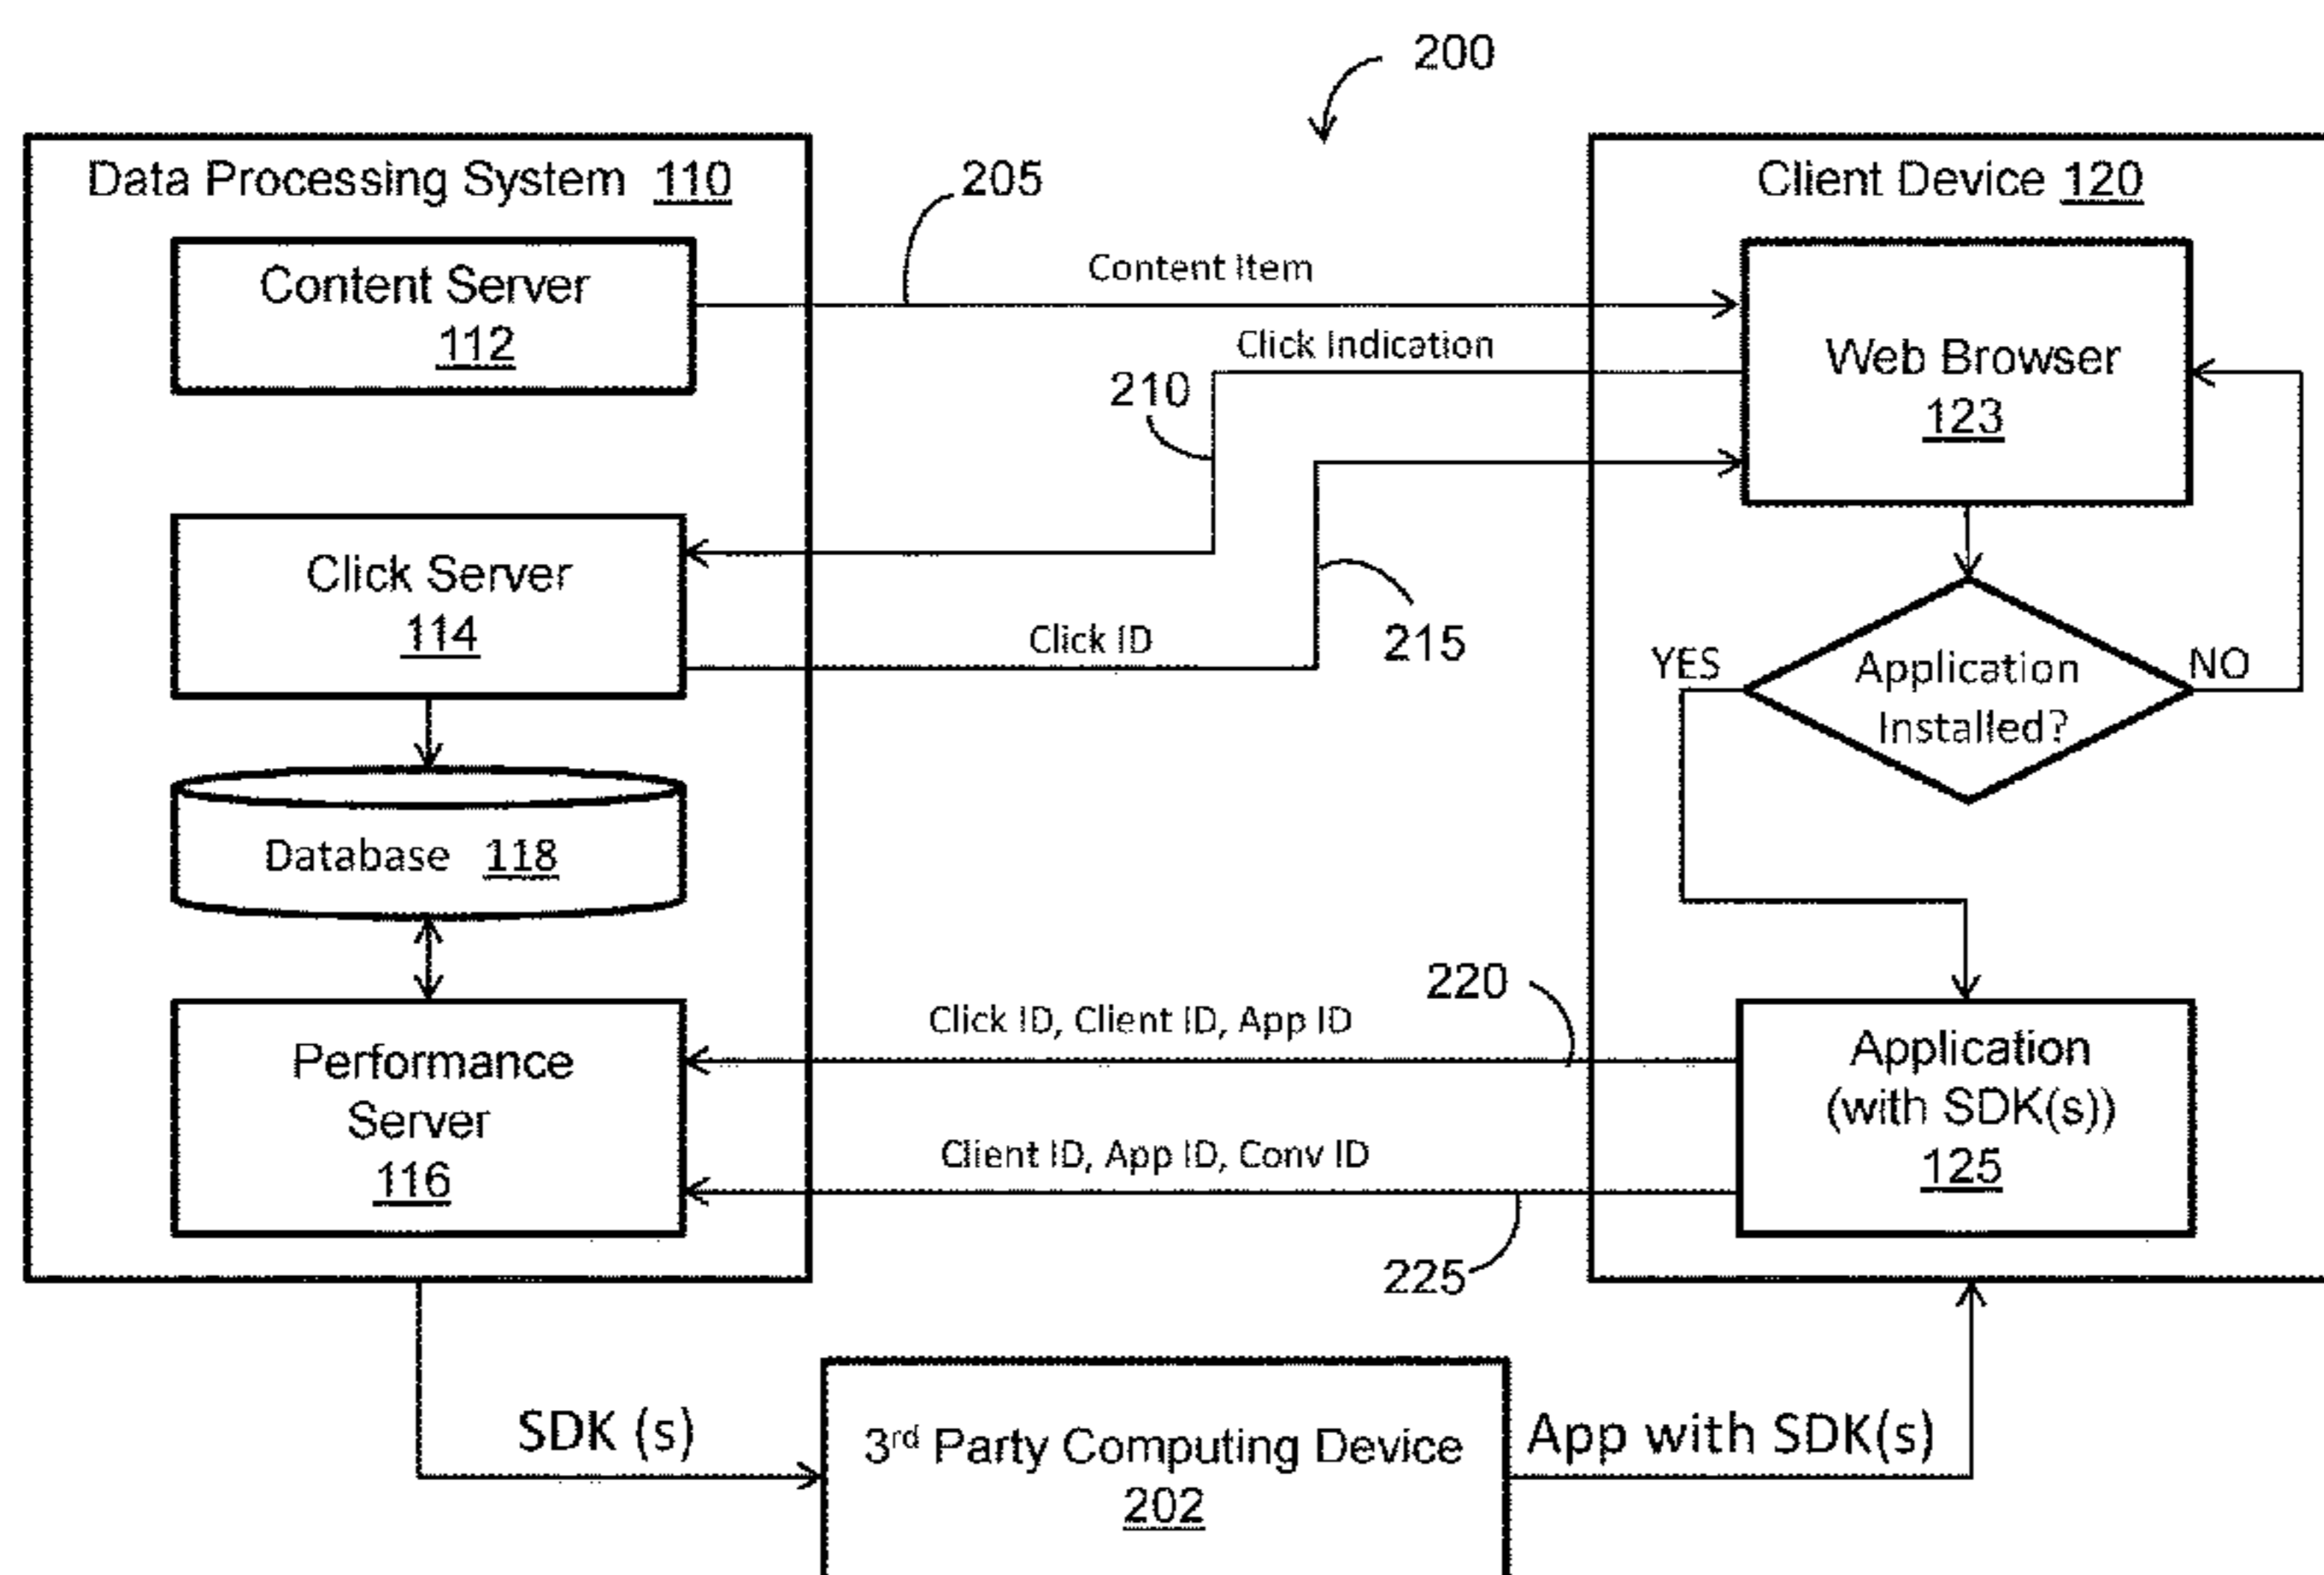 200
Data Processing System 110
205
Client Device 120
Content Server
112
Content Item
Click Indication
210
Web Browser
123
Click Server
114
Click ID
215
YES
Application
Installed?
NO
Database 118
220
Click ID, Client ID, App ID
Performance
Server
116
Client ID, App ID, Conv ID
Application
(with SDK(s))
125
225
SDK (s)
3rd Party Computing Device
202
App with SDK(s)